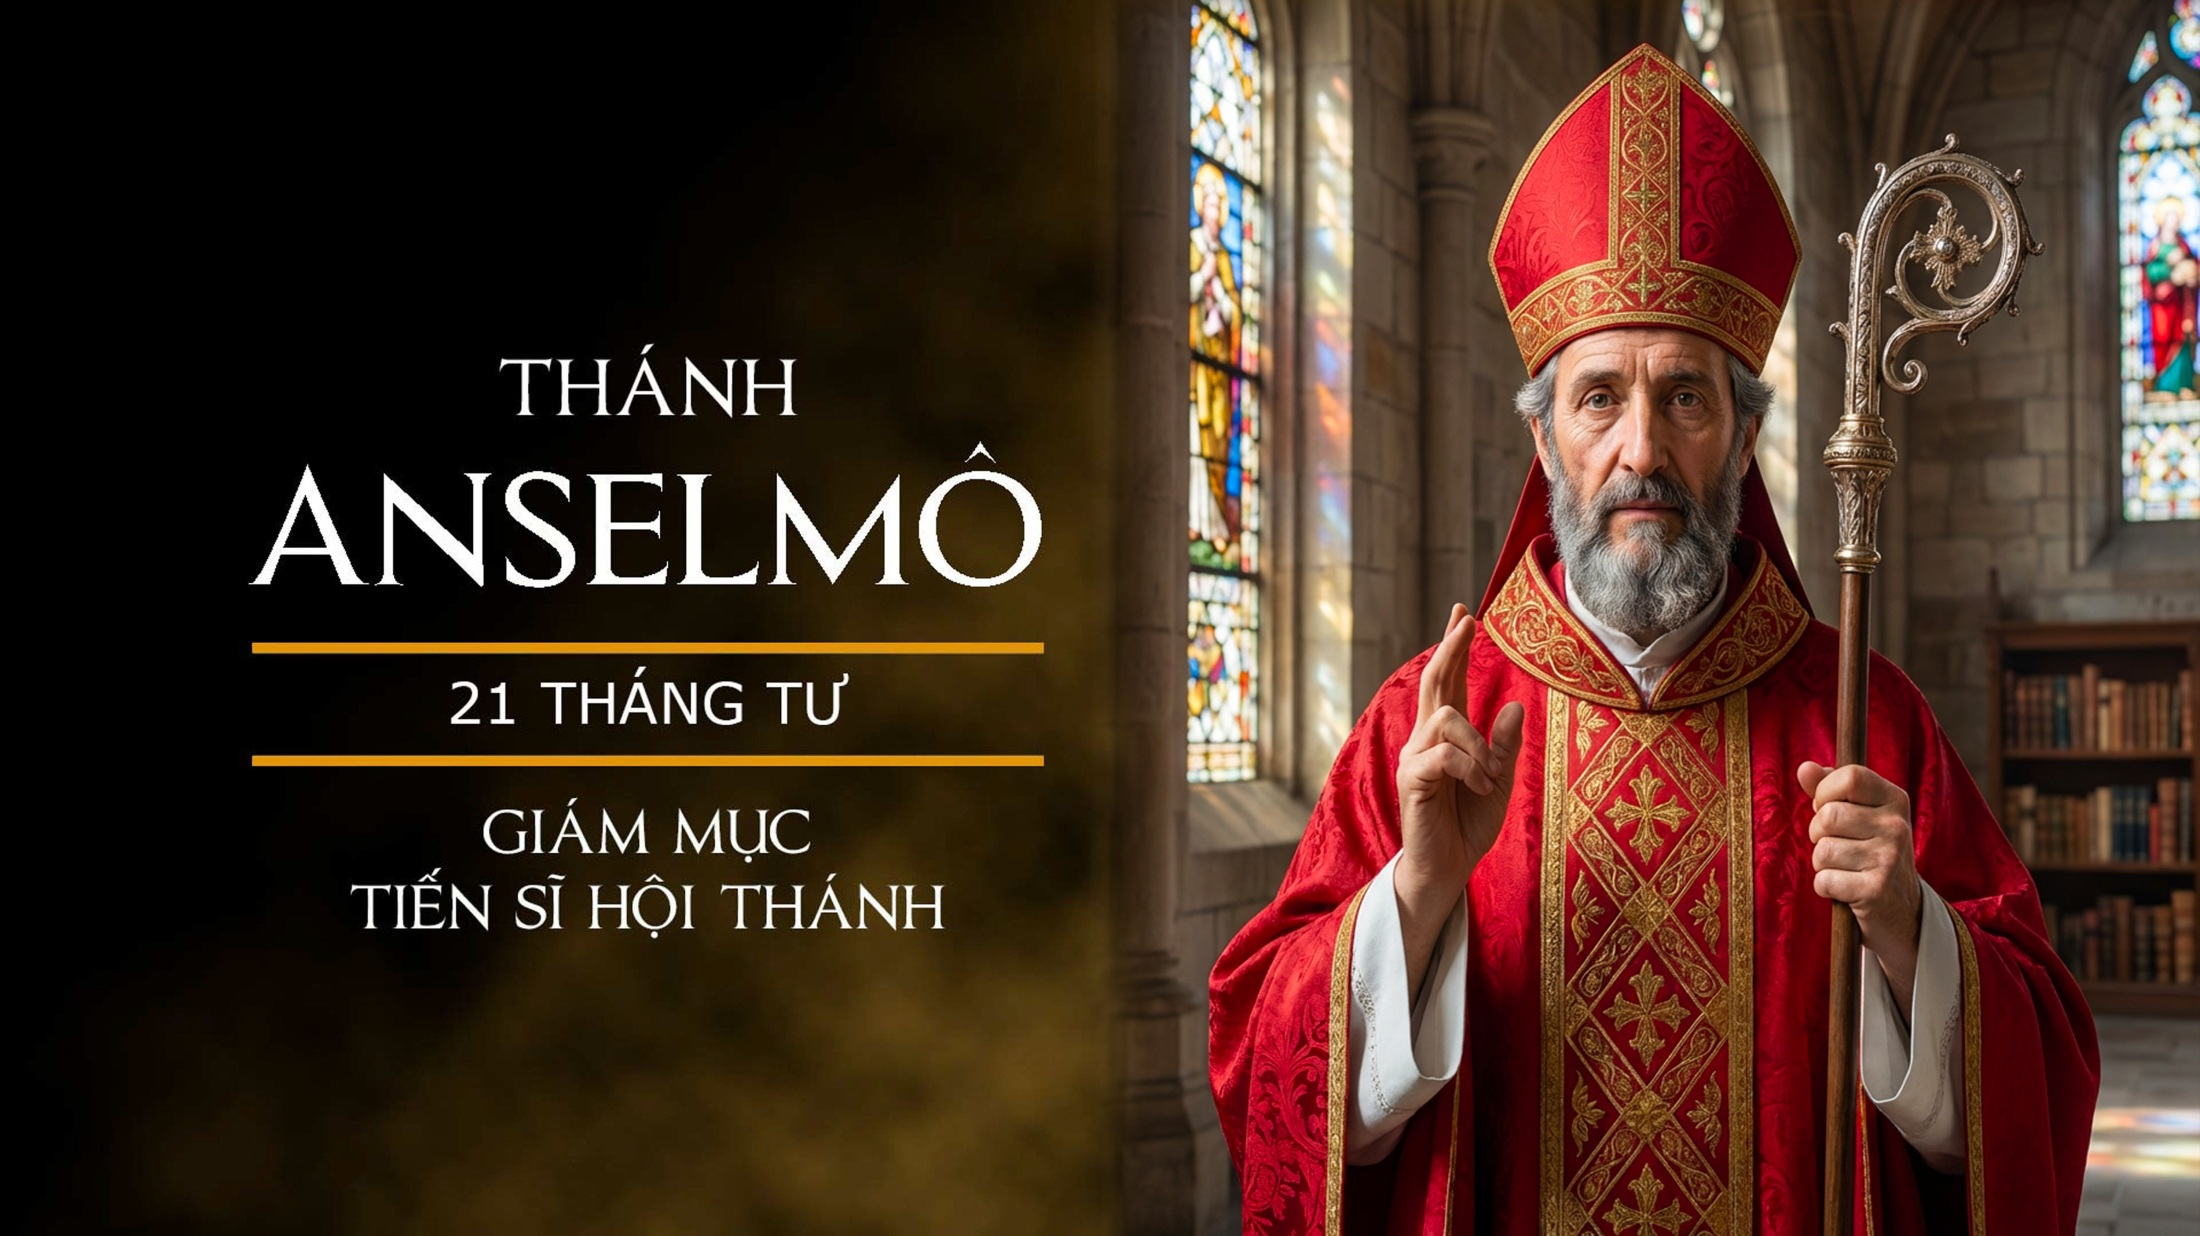 THÁNH
ANSELMÔ
21 THÁNG TƯ
GIÁM MỤC
TIẾN SĨ HỘI THÁNH